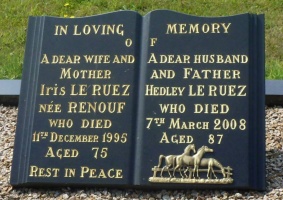 IN LOVING MEMORY
OF
A DEAR WIFE AND
MOTHER
Iris LE RUEZ
NÉE RENOUF
WHO DIED
11TH DECEMBER 1995
AGED 75
REST IN PEACE
A DEAR HUSBAND
AND FATHER
HEDLEY LE RUEZ
WHO DIED
7TH MARCH 2008
AGED 87